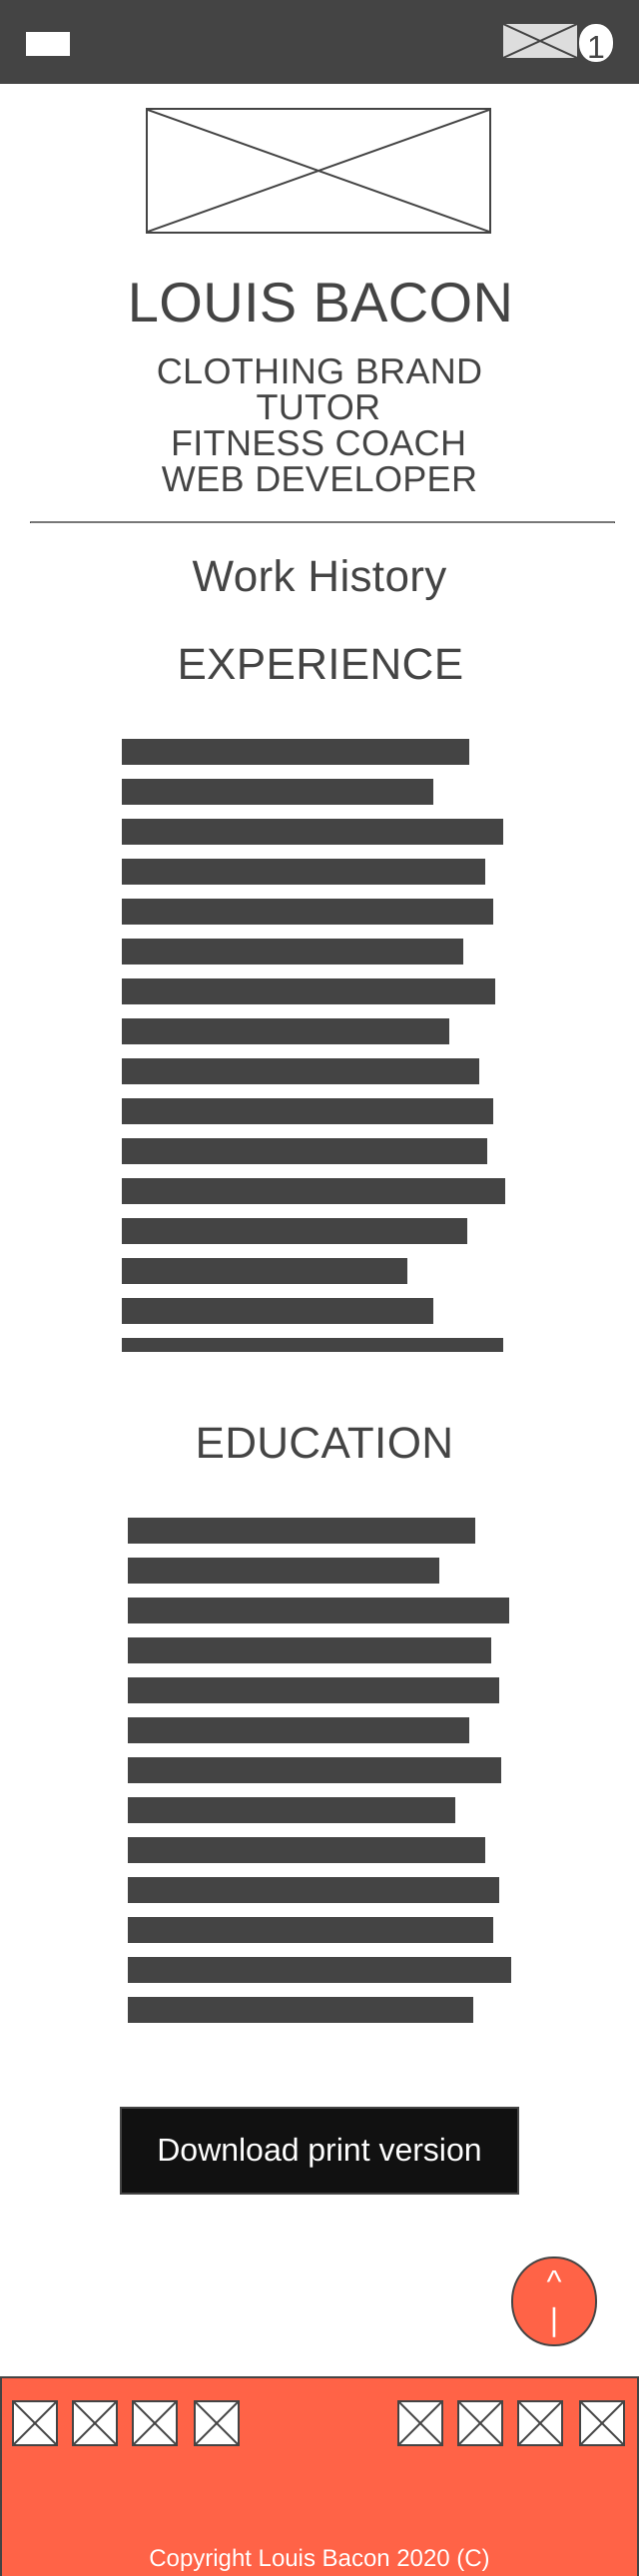 1
LOUIS BACON
CLOTHING BRAND
TUTOR
FITNESS COACH
WEB DEVELOPER
Work History
EXPERIENCE
EDUCATION
Download print version
^
|
Copyright Louis Bacon 2020 (C)